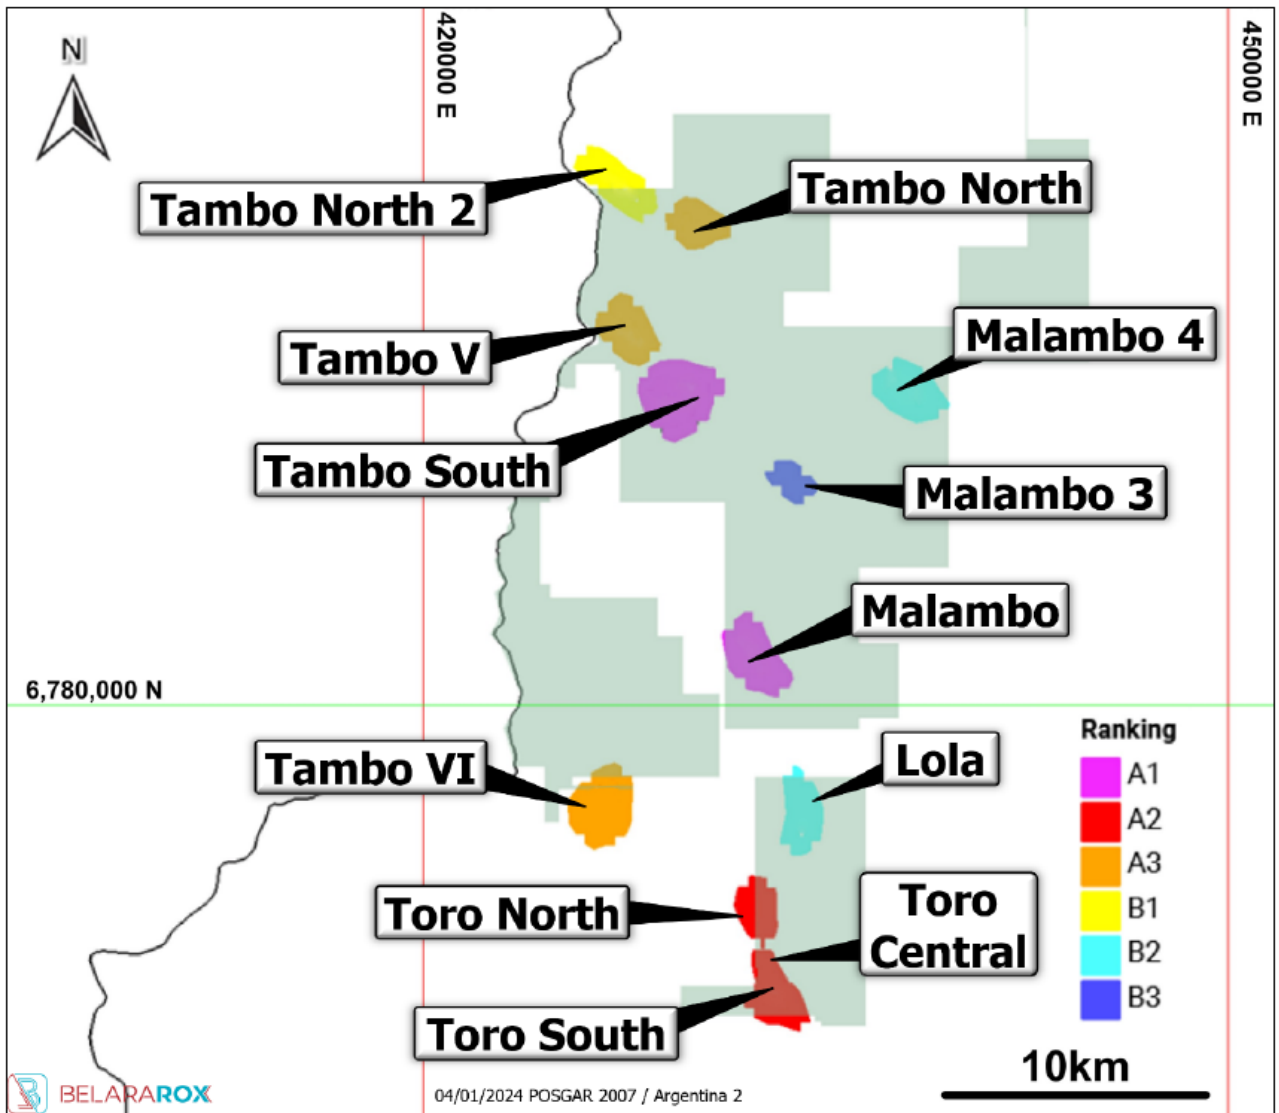 N
420000 E
450000 E
Tambo North 2
Tambo North
Tambo V
Malambo 4
Tambo South
Malambo 3
Malambo
6,780,000 N
Tambo VI
Lola
Toro North
Toro
Central
Toro South
Ranking
A1
A2
A3
B1
B2
B3
10km
BELARAROX
04/01/2024 POSGAR 2007 / Argentina 2